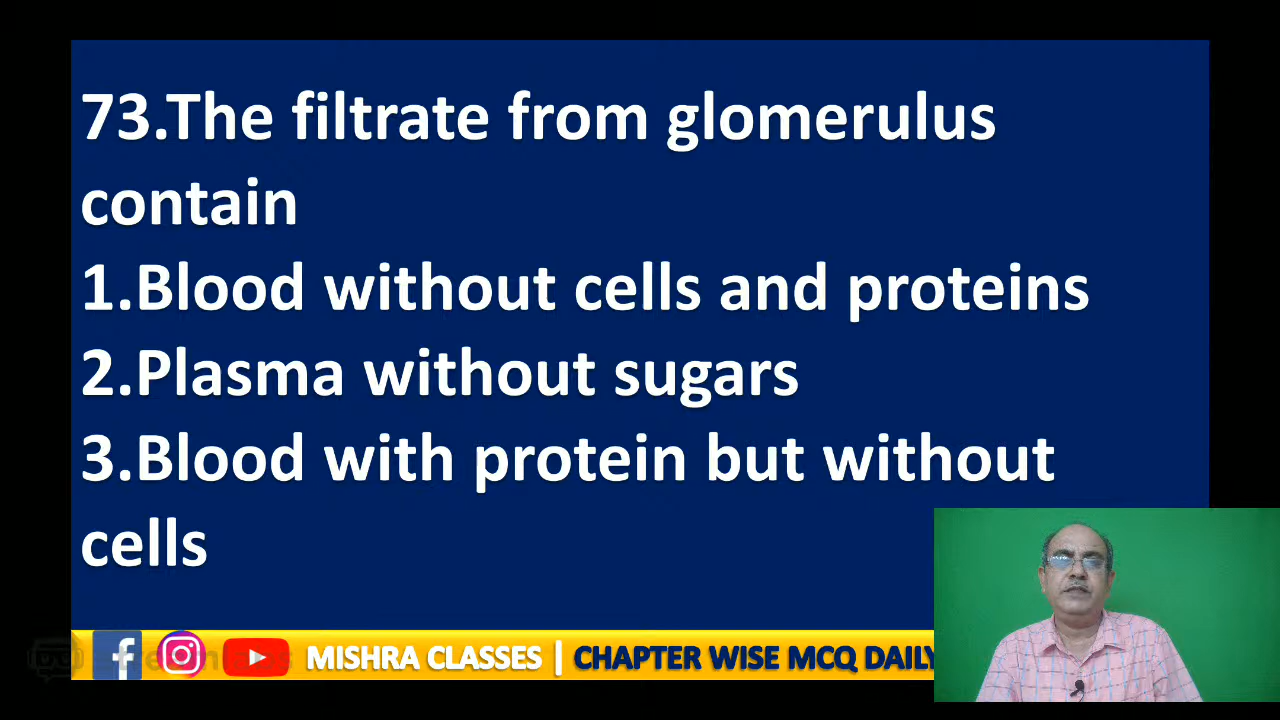 73.The filtrate from glomerulus
contain
1.Blood without cells and proteins
2.Plasma without sugars
3.Blood with protein but without
cells
MISHRA CLASSES | CHAPTER WISE MCQ DAILY